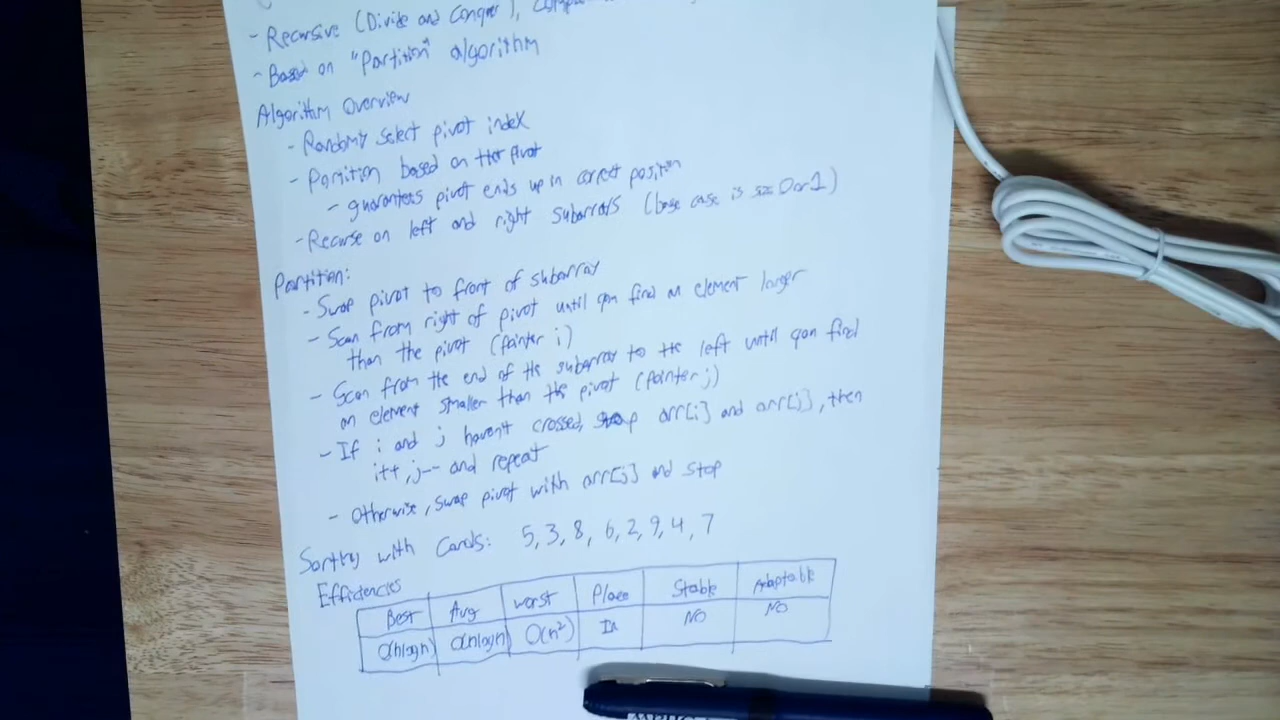 - Recursive (Divide and Conquer),
- Based on "Partition" algorithm
Algorithm Overview
- Randomly select pivot index
- Partition based on the pivot
- guarantees pivot ends up in correct position
- Recurse on left and right subarrays (base case is size 0 or 1)
Partition:
- Swap pivot to front of subarray
- Scan from right of pivot until you find an element larger
than the pivot (pointer i)
- Scan from the end of the subarray to the left until you find
an element smaller than the pivot (pointer j)
- If i and j haven't crossed, swap arr[i] and arr[j], then
i++, j-- and repeat
- Otherwise, swap pivot with arr[j] and stop
Sorting with Cards: 5, 3, 8, 6, 2, 9, 4, 7
Efficiencies
Best Avg worst Place Stable Adaptable
O(nlogn) O(nlogn) O(n²) In NO NO